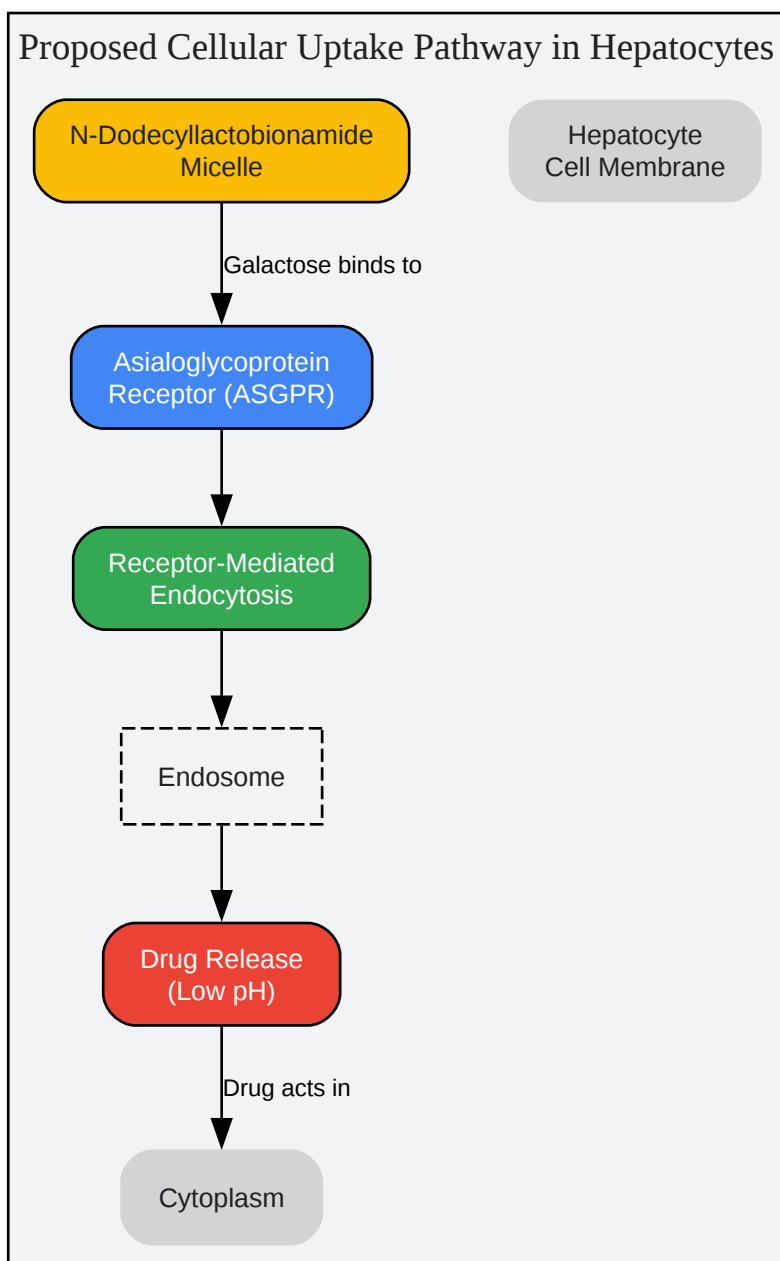 Proposed Cellular Uptake Pathway in Hepatocytes
N-Dodecyllactobionamide
Micelle
Hepatocyte
Cell Membrane
Galactose binds to
Asialoglycoprotein
Receptor (ASGPR)
Receptor-Mediated
Endocytosis
Endosome
Drug Release
(Low pH)
Drug acts in
Cytoplasm